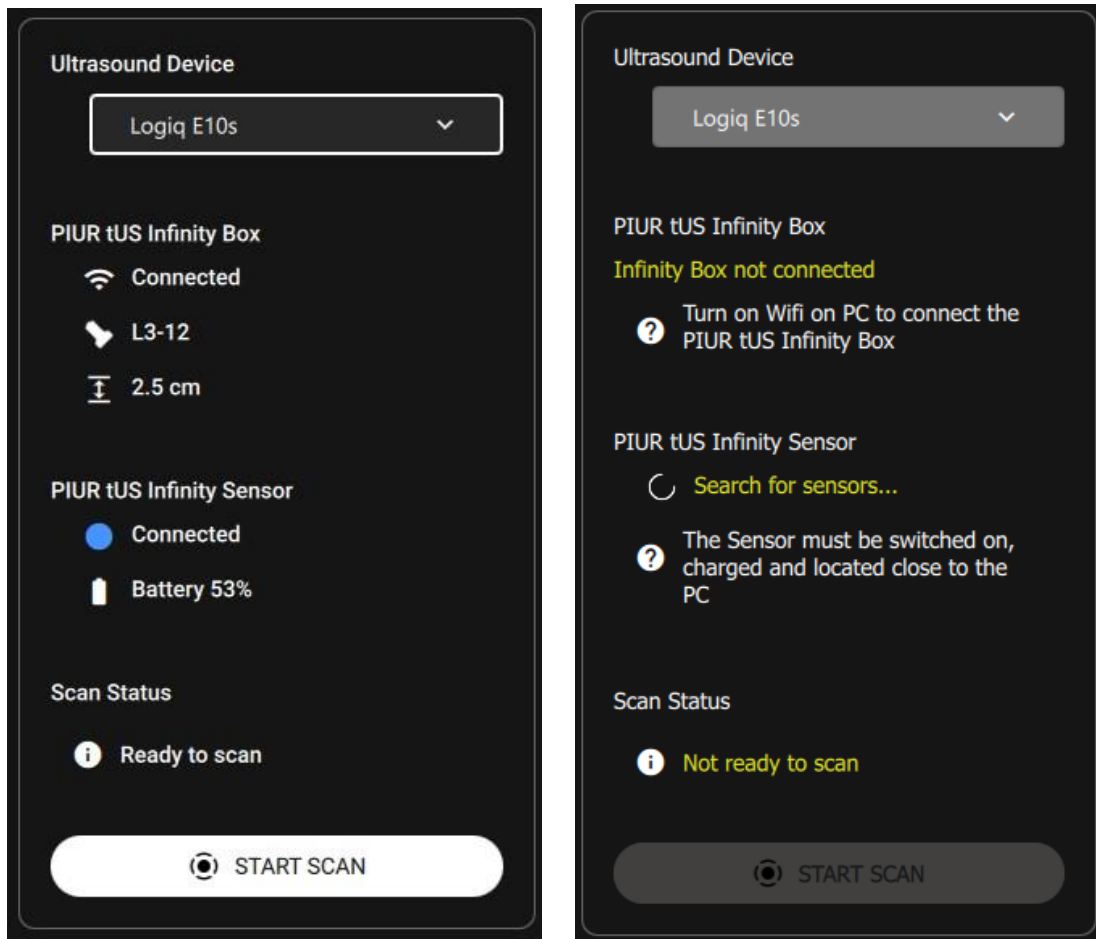 Ultrasound Device
Logiq E10s
PIUR tUS Infinity Box
Connected
L3-12
2.5 cm
PIUR tUS Infinity Sensor
Connected
Battery 53%
Scan Status
Ready to scan
START SCAN
Ultrasound Device
Logiq E10s
PIUR tUS Infinity Box
Infinity Box not connected
Turn on Wifi on PC to connect the
PIUR tUS Infinity Box
PIUR tUS Infinity Sensor
Search for sensors...
The Sensor must be switched on,
charged and located close to the
PC
Scan Status
Not ready to scan
START SCAN